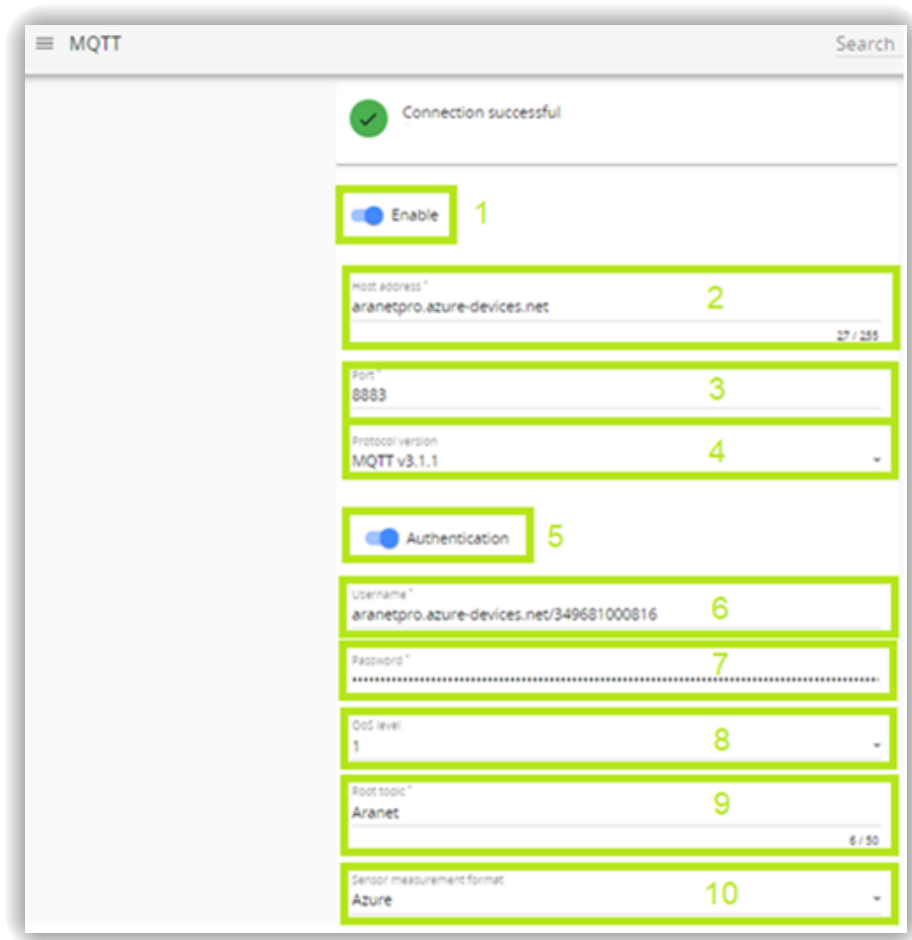 MQTT
Search
Connection successful
Enable
1
Host address *
aranetpro.azure-devices.net
2
27 / 255
Port *
8883
3
Protocol version
MQTT v3.1.1
4
Authentication
5
Username *
aranetpro.azure-devices.net/349681000816
6
Password *
7
QoS level
1
8
Root topic *
Aranet
9
6 / 50
Sensor measurement format
Azure
10